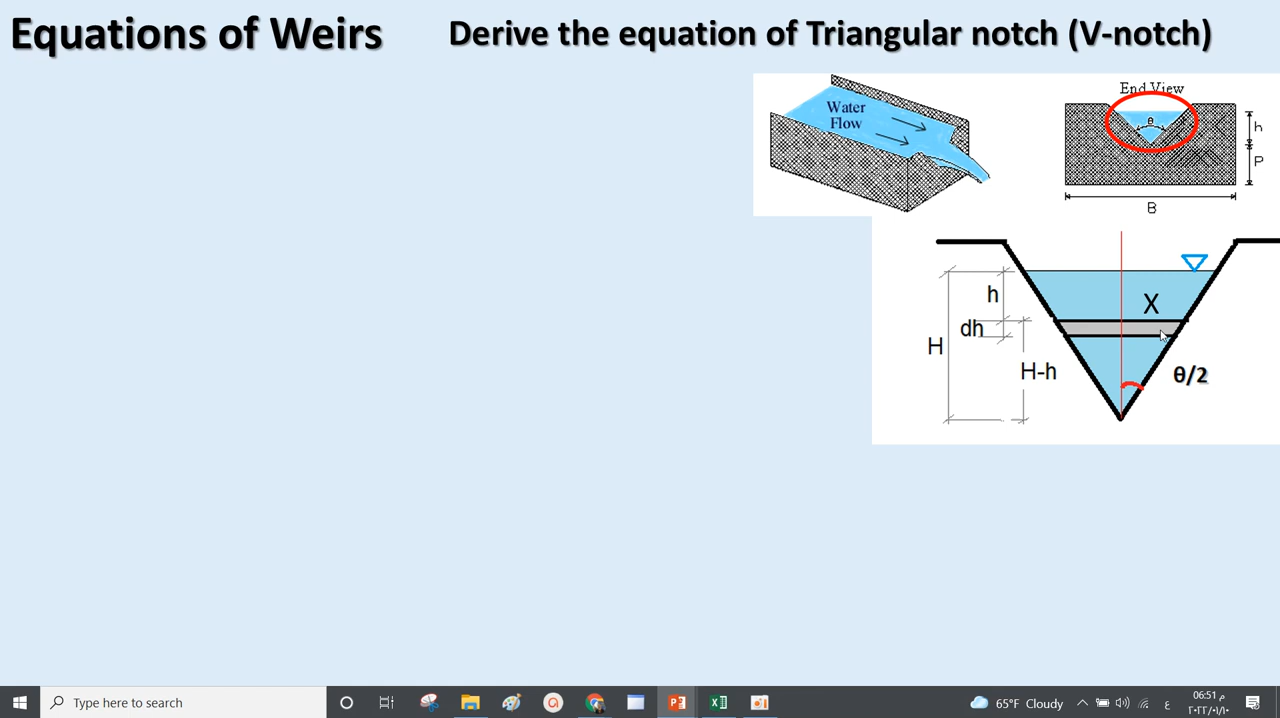 Equations of Weirs
Derive the equation of Triangular notch (V-notch)
Water
Flow
End View
θ
h
P
B
h
X
dh
H
H-h
θ/2
Type here to search
65°F Cloudy
ع
06:51 م